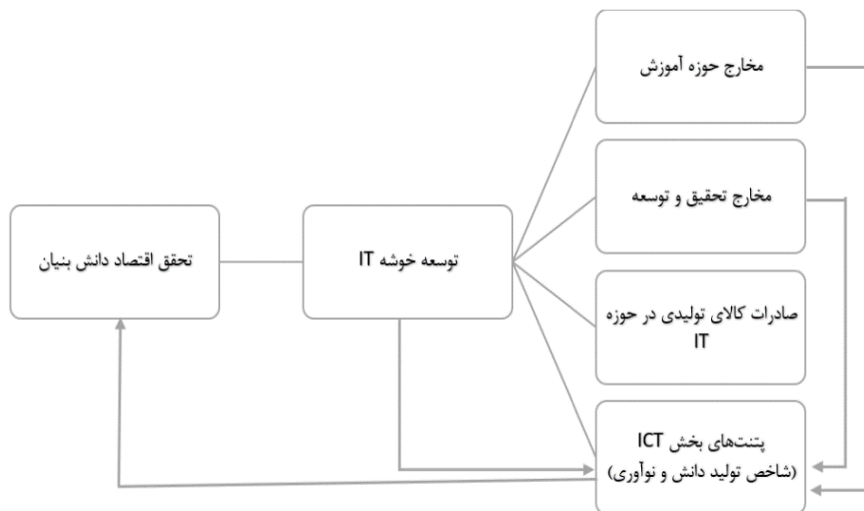 مخارج حوزه آموزش
مخارج تحقیق و توسعه
تحقق اقتصاد دانش بنیان
توسعه خوشه IT
صادرات کالای تولیدی در حوزه
IT
پتنت‌های بخش ICT
(شاخص تولید دانش و نوآوری)